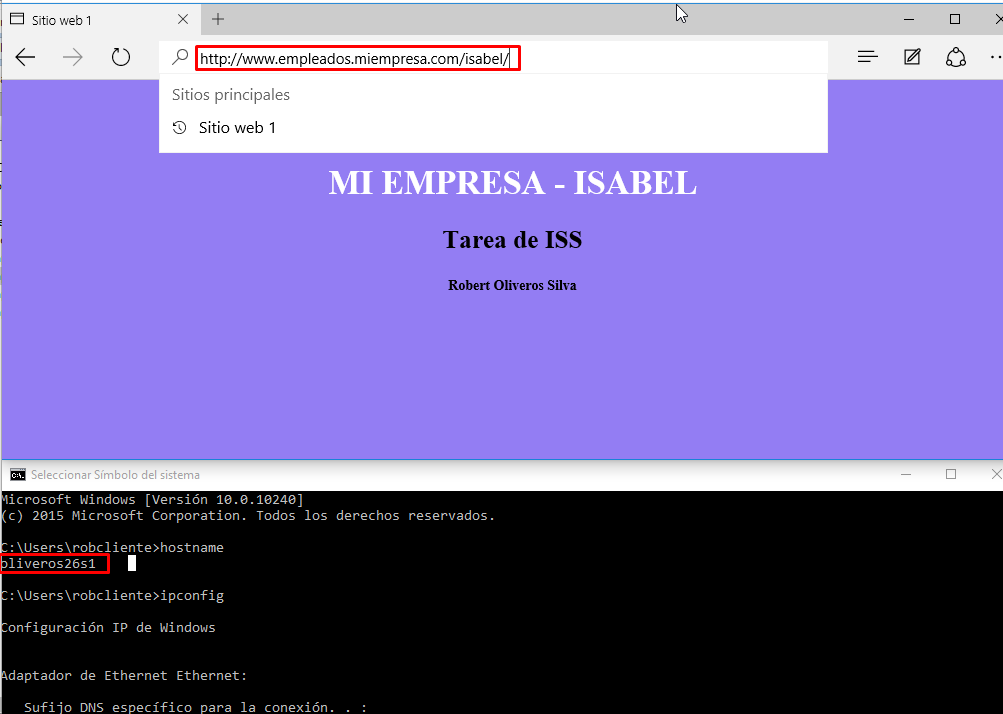 Sitio web 1
http://www.empleados.miempresa.com/isabel/
Sitios principales
Sitio web 1
MI EMPRESA - ISABEL
Tarea de ISS
Robert Oliveros Silva
Seleccionar Símbolo del sistema
Microsoft Windows [Versión 10.0.10240]
(c) 2015 Microsoft Corporation. Todos los derechos reservados.
C:\Users\robcliente>hostname
oliveros26s1
C:\Users\robcliente>ipconfig
Configuración IP de Windows
Adaptador de Ethernet Ethernet:
Sufijo DNS específico para la conexión. . :